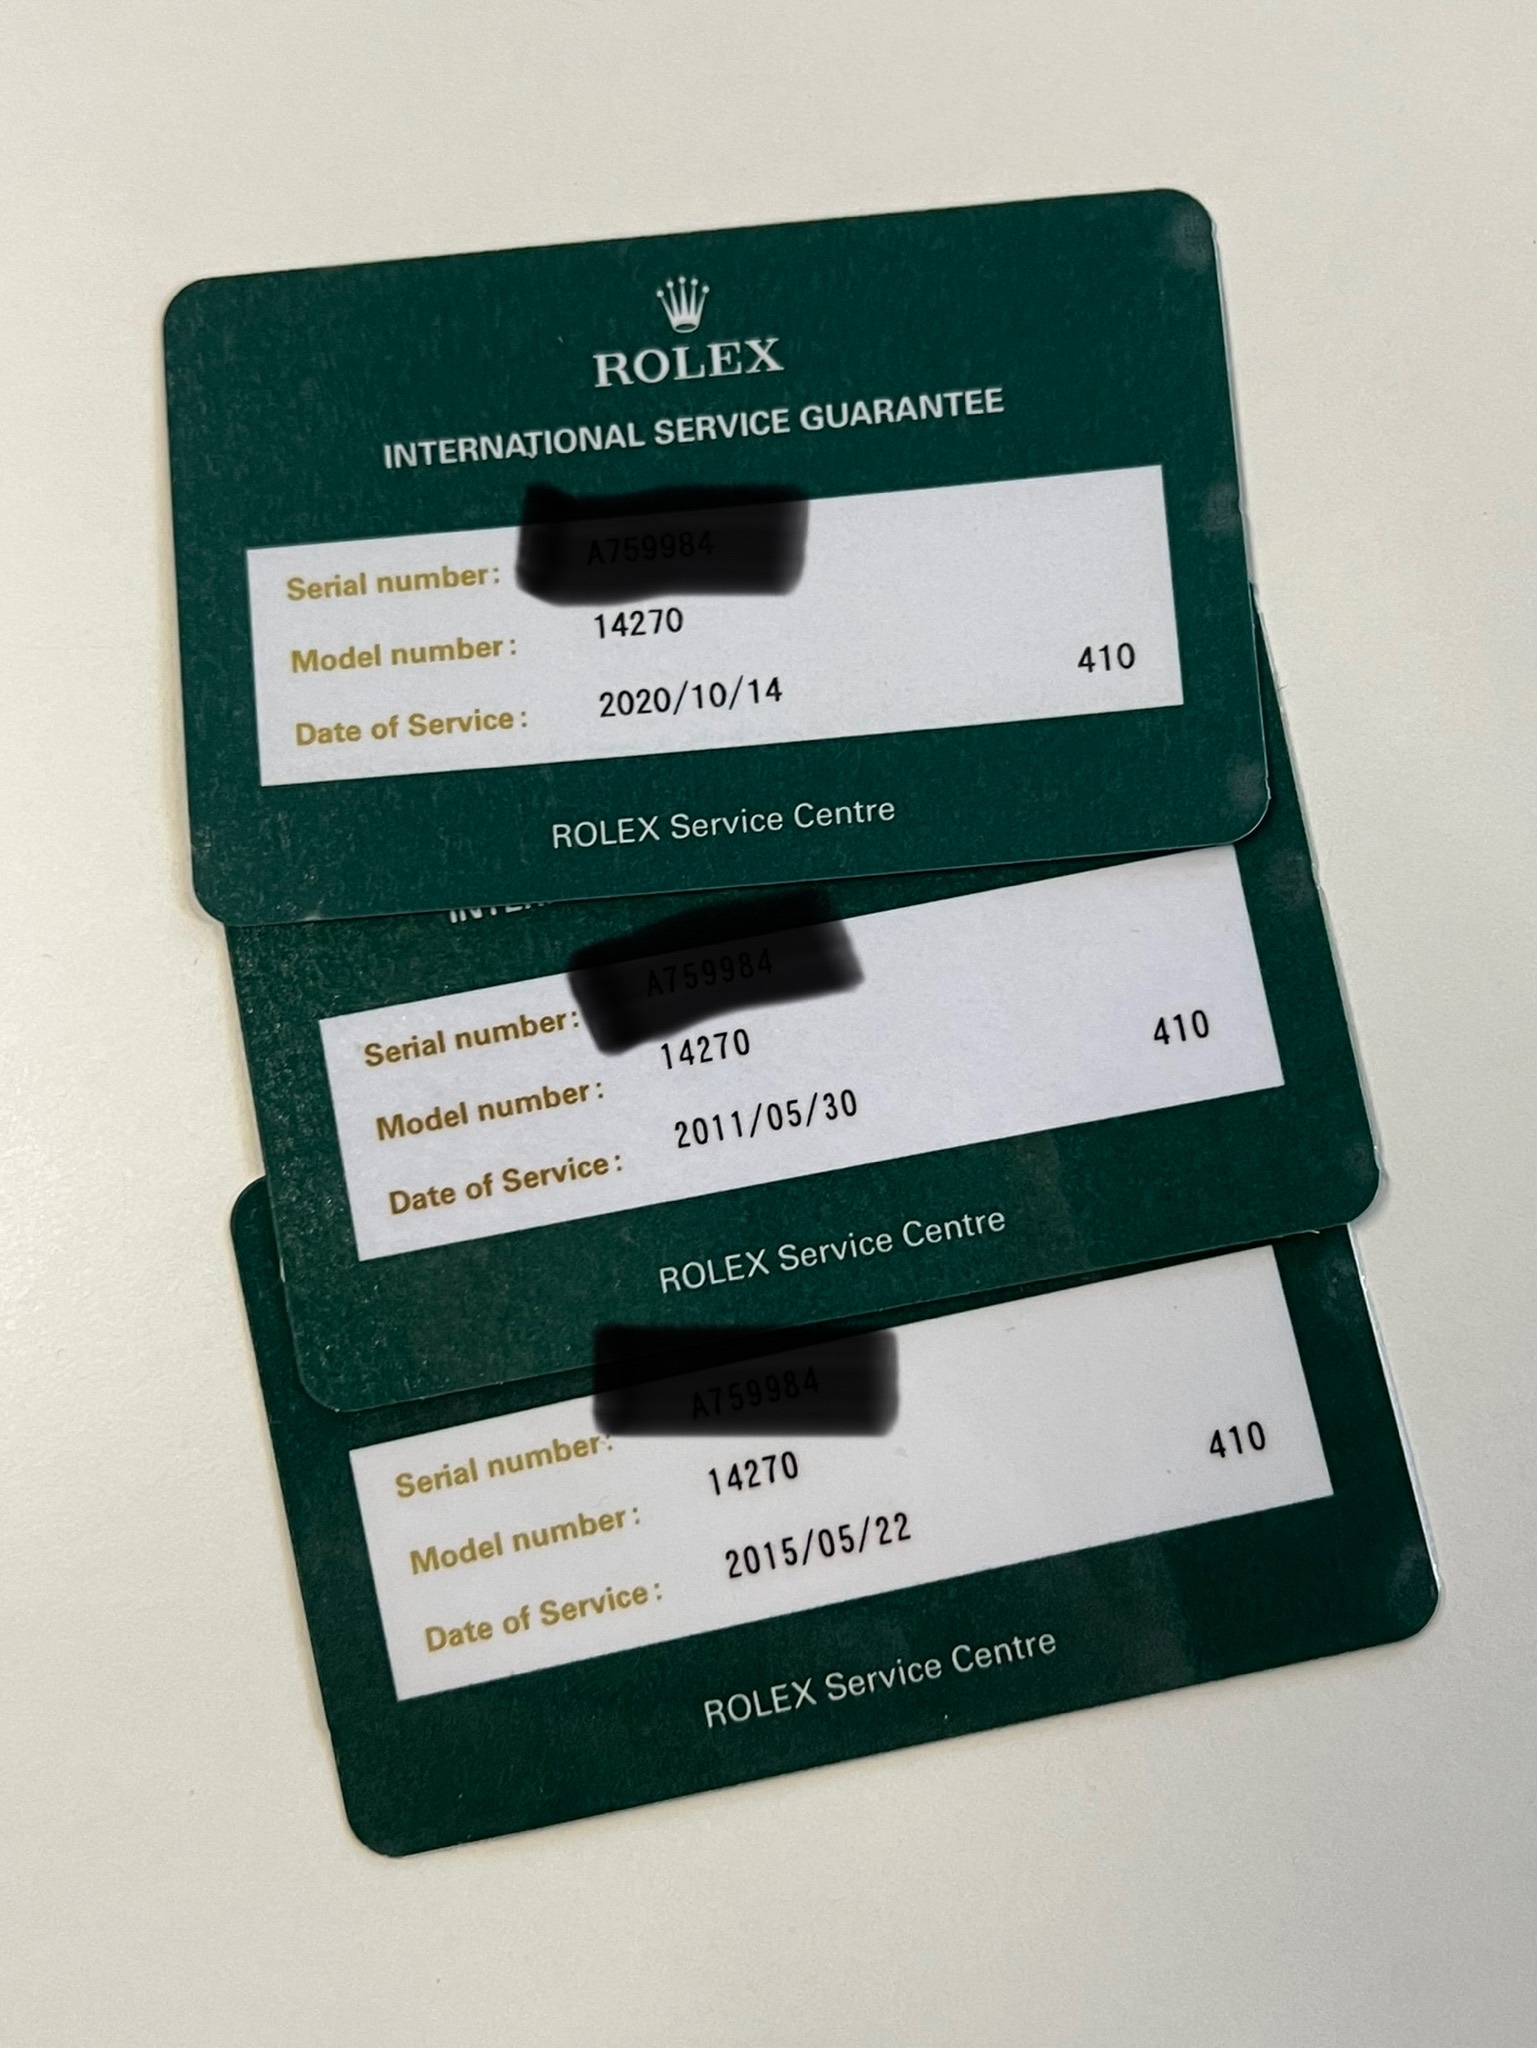 ROLEX
INTERNATIONAL SERVICE GUARANTEE
Serial number:
Model number: 14270
Date of Service: 2020/10/14 410
ROLEX Service Centre
Serial number:
Model number: 14270
Date of Service: 2011/05/30 410
ROLEX Service Centre
Serial number:
Model number: 14270
Date of Service: 2015/05/22 410
ROLEX Service Centre